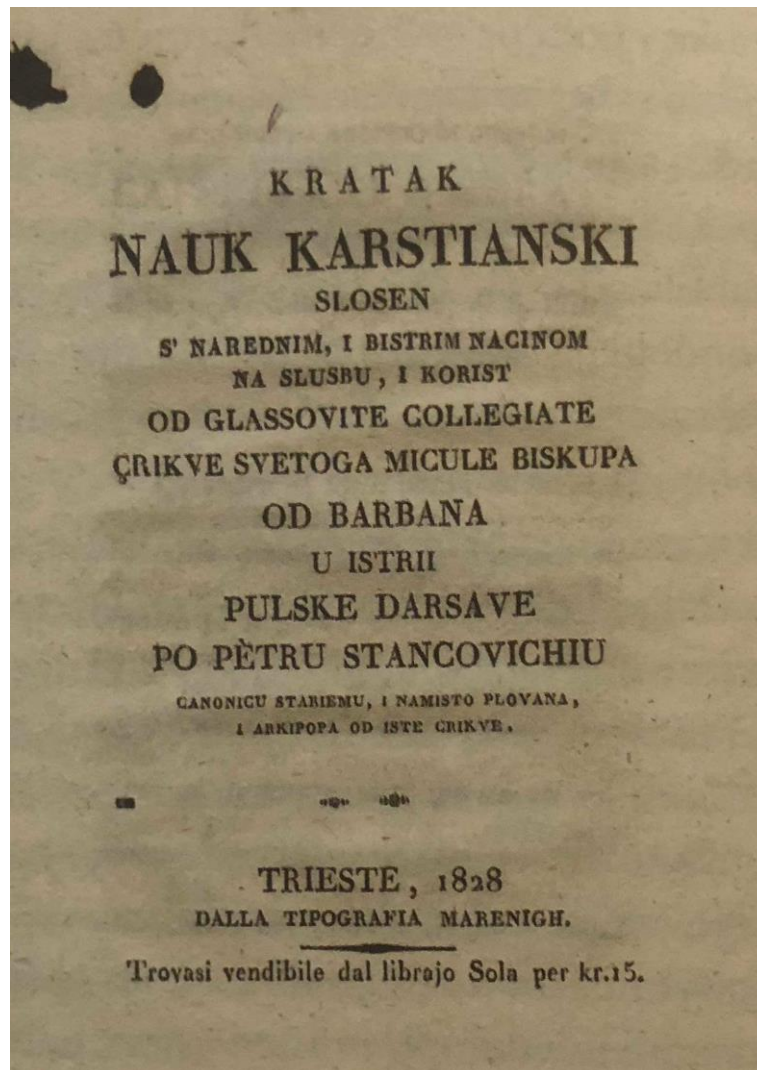 KRATAK
NAUK KARSTIANSKI
SLOSEN
S' NAREDNIM, I BISTRIM NACINOM
NA SLUSBU, I KORIST
OD GLASSOVITE COLLEGIATE
ÇRIKVE SVETOGA MICULE BISKUPA
OD BARBANA
U ISTRII
PULSKE DARSAVE
PO PÈTRU STANCOVICHIU
CANONICU STARIEMU, I NAMISTO PLOVANA,
I ARKIPOPA OD ISTE CRIKVE.
TRIESTE, 1828
DALLA TIPOGRAFIA MARENIGH.
Trovasi vendibile dal librajo Sola per kr.15.